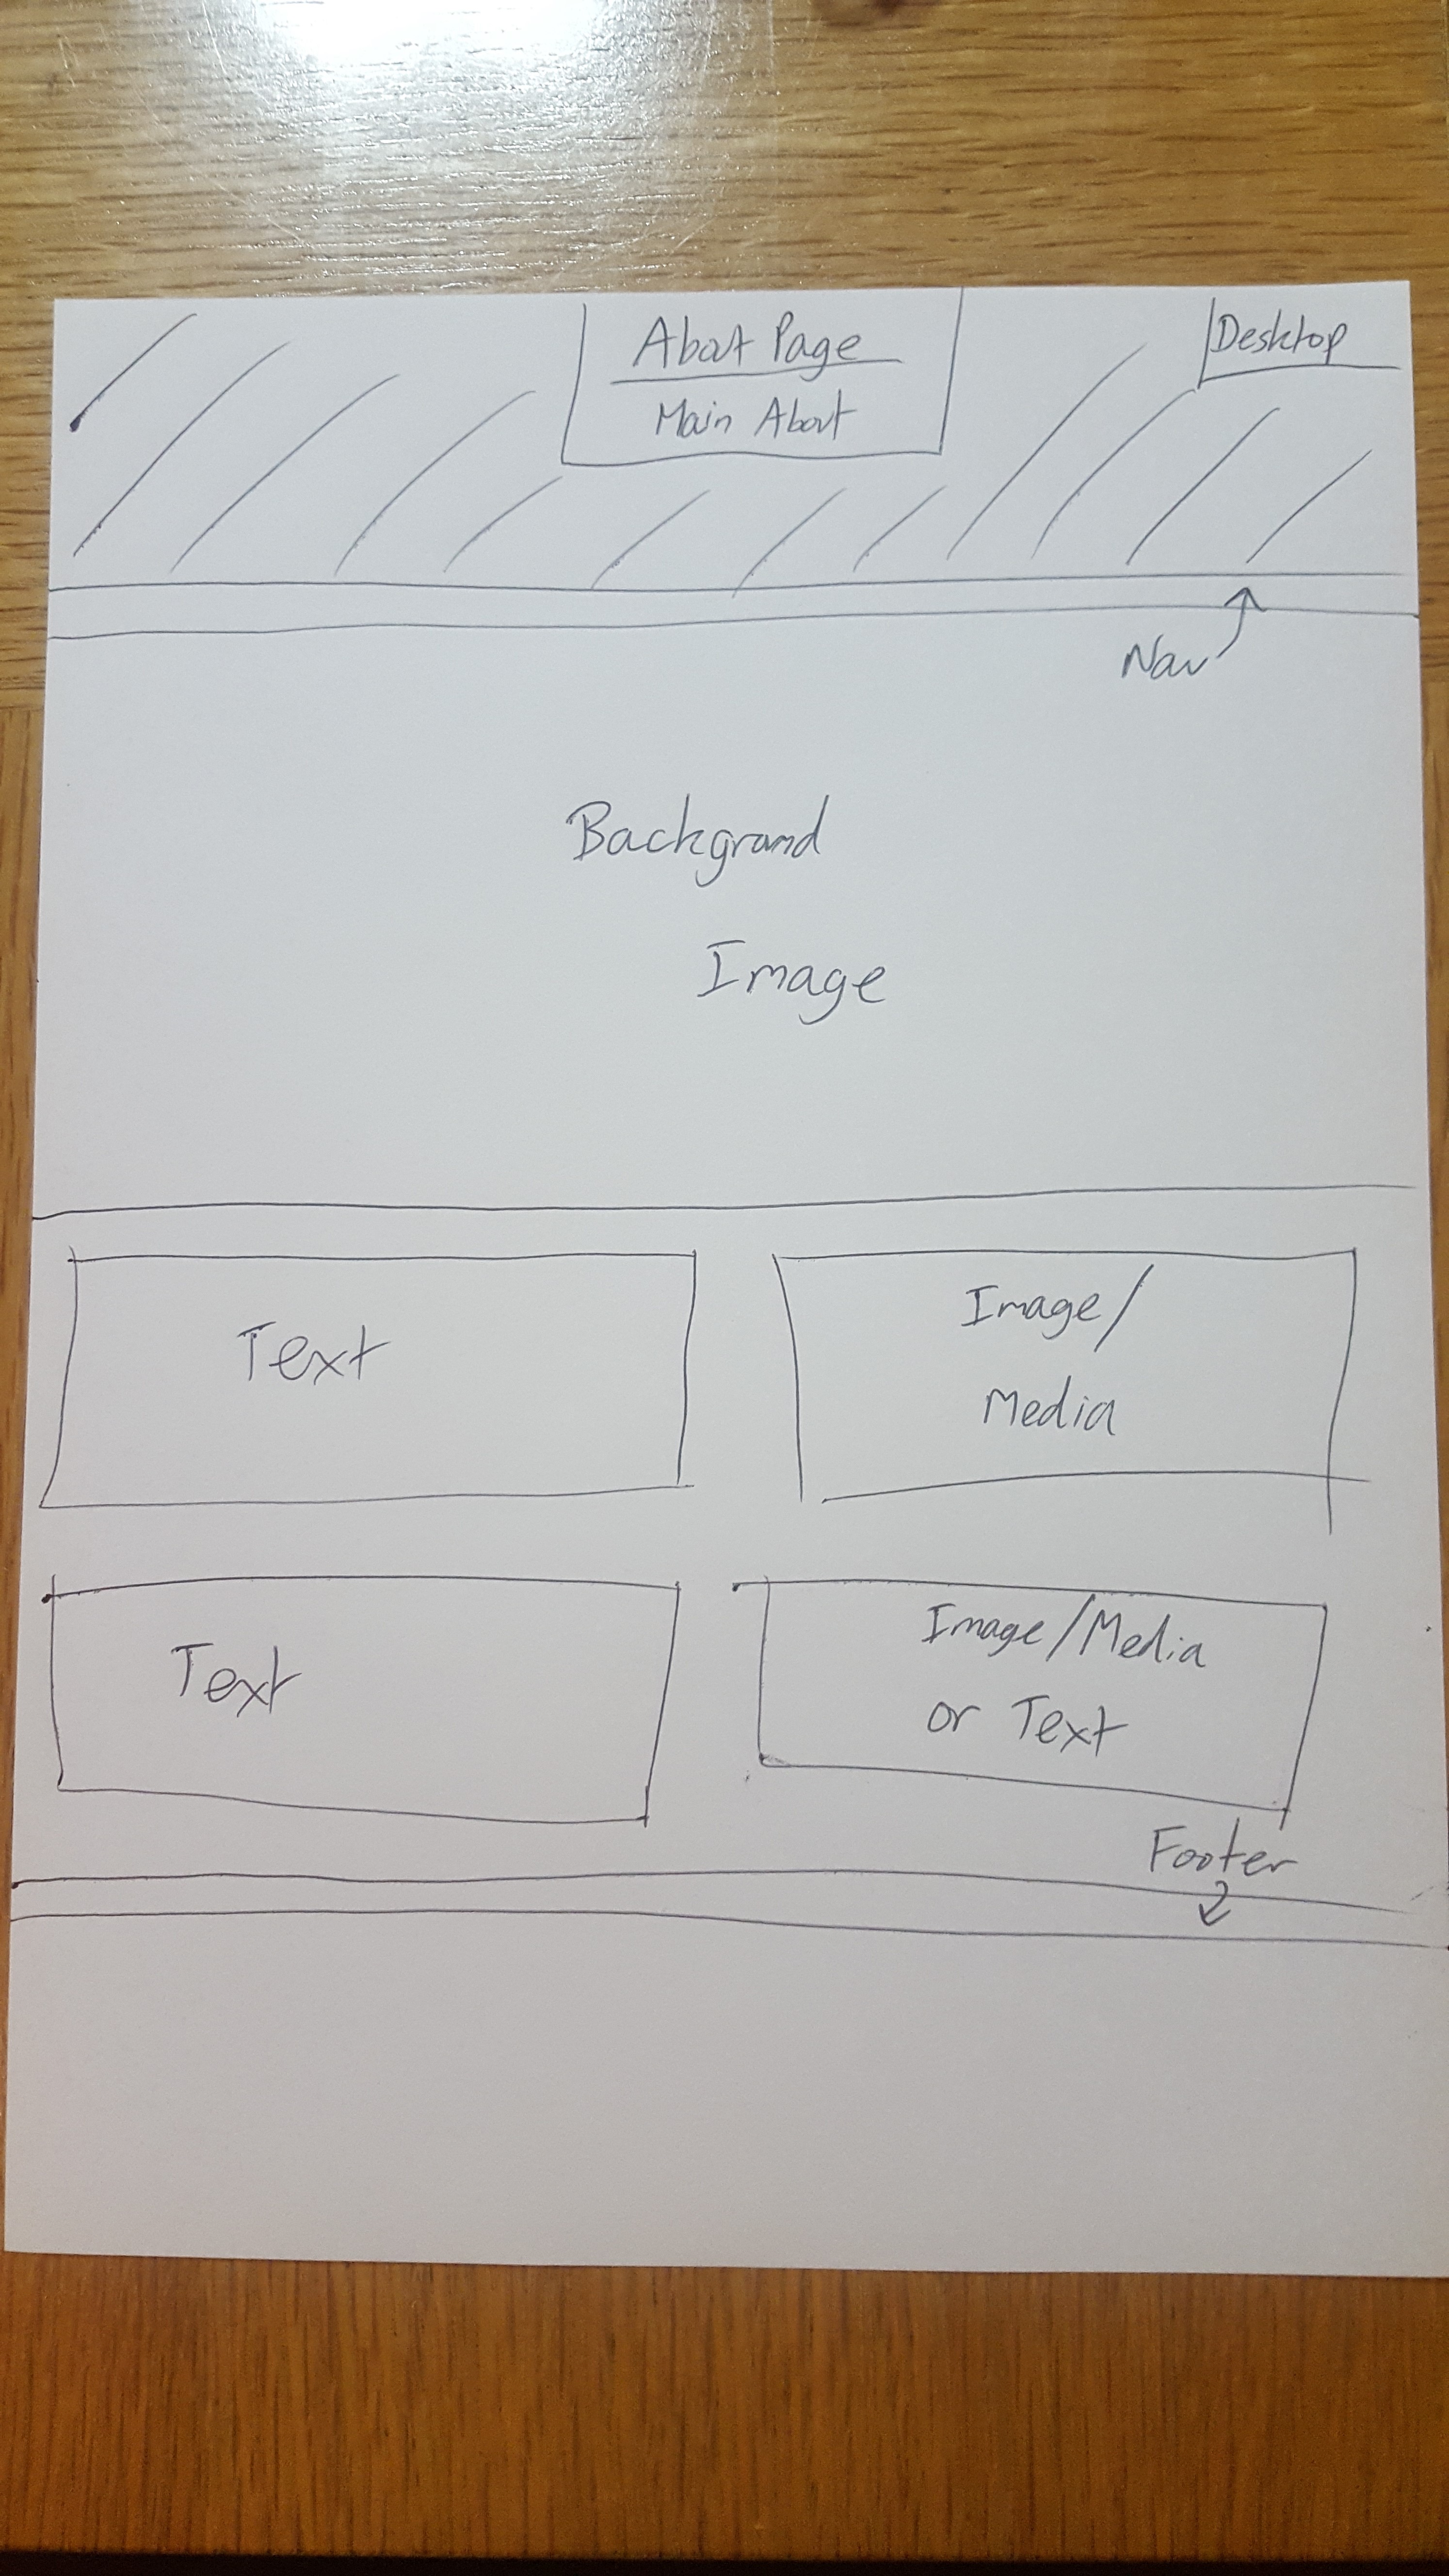 About Page
Main About
Desktop
Nav
Background
Image
Text
Image/
Media
Text
Image/Media
or Text
Footer